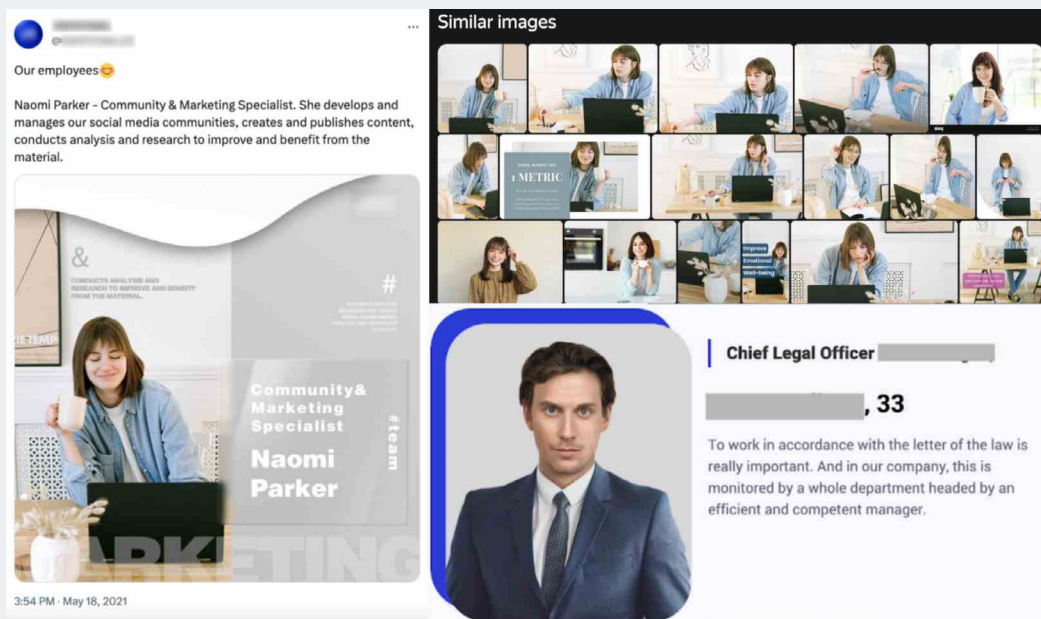 Our employees😊
Naomi Parker - Community & Marketing Specialist. She develops and
manages our social media communities, creates and publishes content,
conducts analysis and research to improve and benefit from the
material.
&
CONDUCTS ANALYSIS AND
RESEARCH TO IMPROVE AND BENEFIT
FROM THE MATERIAL.
#
Community&
Marketing
Specialist
Naomi
Parker
#team
MARKETING
3:54 PM · May 18, 2021
Similar images
1 METRIC
Improve
Emotional
Well-being
Chief Legal Officer
, 33
To work in accordance with the letter of the law is
really important. And in our company, this is
monitored by a whole department headed by an
efficient and competent manager.